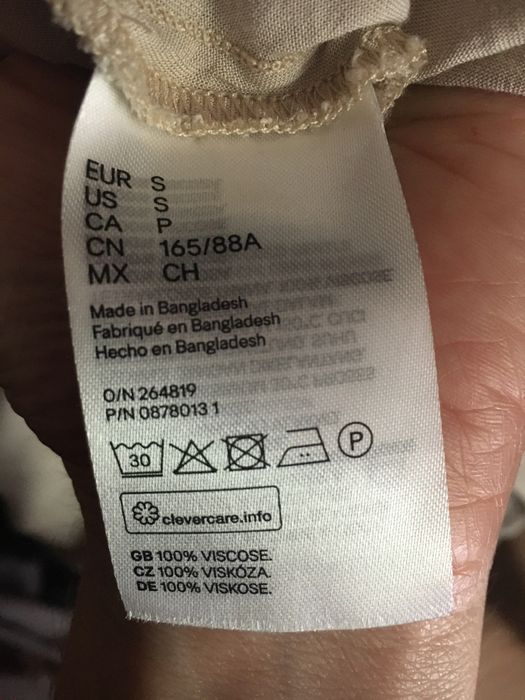 EUR S
US S
CA P
CN 165/88A
MX CH
Made in Bangladesh
Fabriqué en Bangladesh
Hecho en Bangladesh
O/N 264819
P/N 0878013 1
30 P
clevercare.info
GB 100% VISCOSE.
CZ 100% VISKÓZA.
DE 100% VISKOSE.